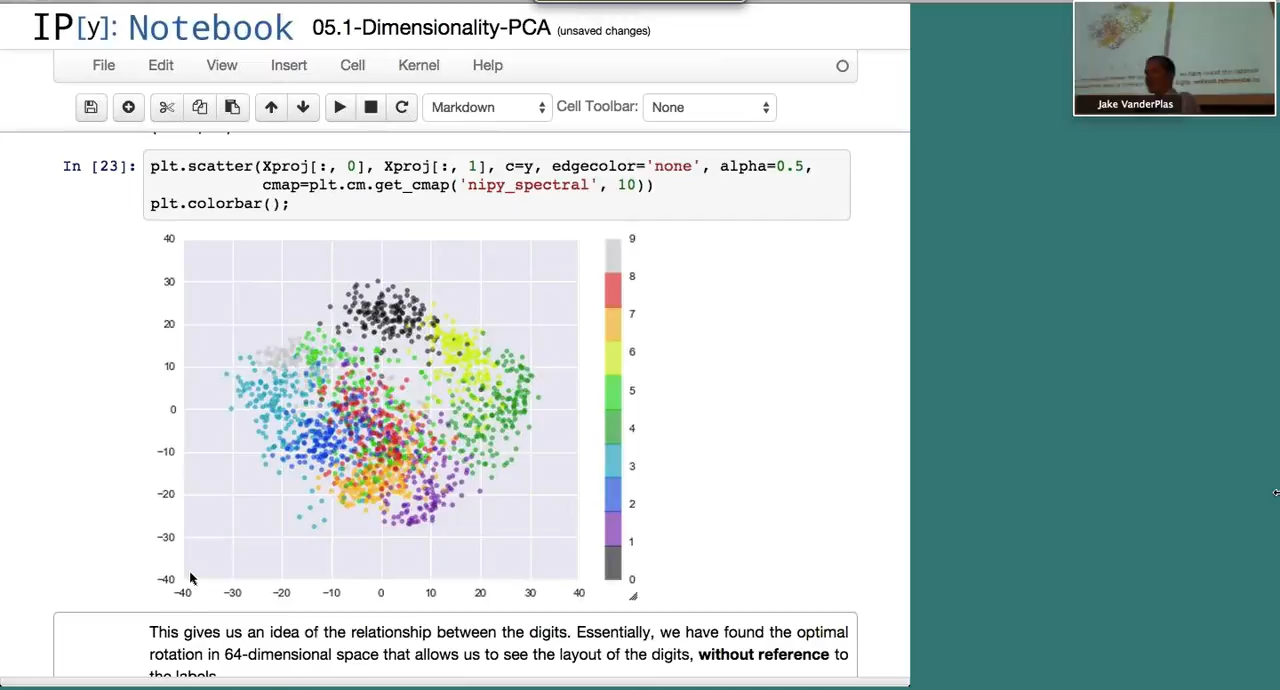 IP[y]: Notebook 05.1-Dimensionality-PCA (unsaved changes)
File Edit View Insert Cell Kernel Help
Markdown Cell Toolbar: None
Jake VanderPlas
In [23]: plt.scatter(Xproj[:, 0], Xproj[:, 1], c=y, edgecolor='none', alpha=0.5,
cmap=plt.cm.get_cmap('nipy_spectral', 10))
plt.colorbar();
40
30
20
10
0
−10
−20
−30
−40
−40 −30 −20 −10 0 10 20 30 40
9
8
7
6
5
4
3
2
1
0
This gives us an idea of the relationship between the digits. Essentially, we have found the optimal
rotation in 64-dimensional space that allows us to see the layout of the digits, without reference to
the labels